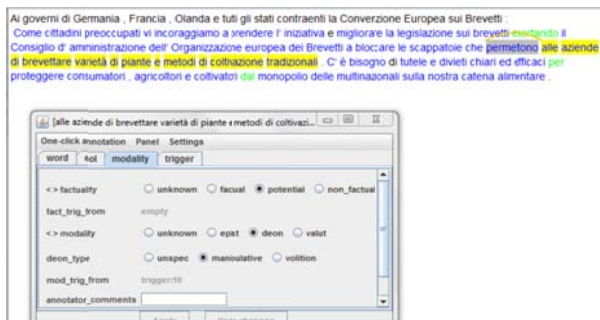 Ai governi di Germania , Francia , Olanda e tuti gli stati contraenti la Converzione Europea sui Brevetti :
Come cittadini preoccupati vi incoraggiamo a prendere l' iniziativa e migliorare la legislazione sui brevetti esortando il
Consiglio d' amministrazione dell' Organizzazione europea dei Brevetti a bloccare le scappatoie che permetono alle aziende
di brevettare varietà di piante e metodi di coltivazione tradizionali . C' è bisogno di tutele e divieti chiari ed efficaci per
proteggere consumatori , agricoltori e coltivatori dal monopolio delle multinazonali sulla nostra catena alimentare .
[alle aziende di brevettare varietà di piante e metodi di coltivazi...
One-click annotation Panel Settings
word modality trigger
<> factuality unknown facual potential non_factual
fact_trig_from empty
<> modality unknown epist deon valut
deon_type unspec manipulative volition
mod_trig_from trigger:10
annotator_comments